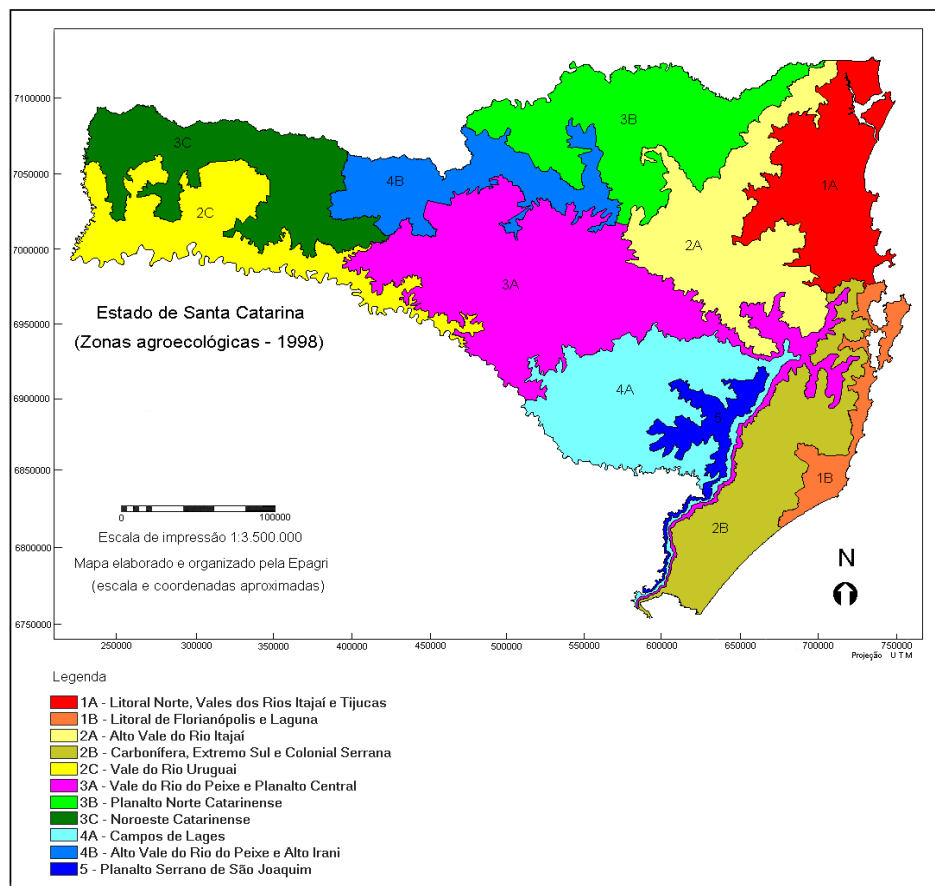 7100000
3B
3C
7050000
4B
1A
2C
7000000
2A
3A
Estado de Santa Catarina
6950000
(Zonas agroecológicas - 1998)
6900000
4A
5
6850000
1B
2B
0
100000
Escala de impressão 1:3.500.000
6800000
Mapa elaborado e organizado pela Epagri
N
(escala e coordenadas aproximadas)
6750000
250000 300000 350000 400000 450000 500000 550000 600000 650000 700000 750000
Projeção UTM
Legenda
1A - Litoral Norte, Vales dos Rios Itajaí e Tijucas
1B - Litoral de Florianópolis e Laguna
2A - Alto Vale do Rio Itajaí
2B - Carbonífera, Extremo Sul e Colonial Serrana
2C - Vale do Rio Uruguai
3A - Vale do Rio do Peixe e Planalto Central
3B - Planalto Norte Catarinense
3C - Noroeste Catarinense
4A - Campos de Lages
4B - Alto Vale do Rio do Peixe e Alto Irani
5 - Planalto Serrano de São Joaquim